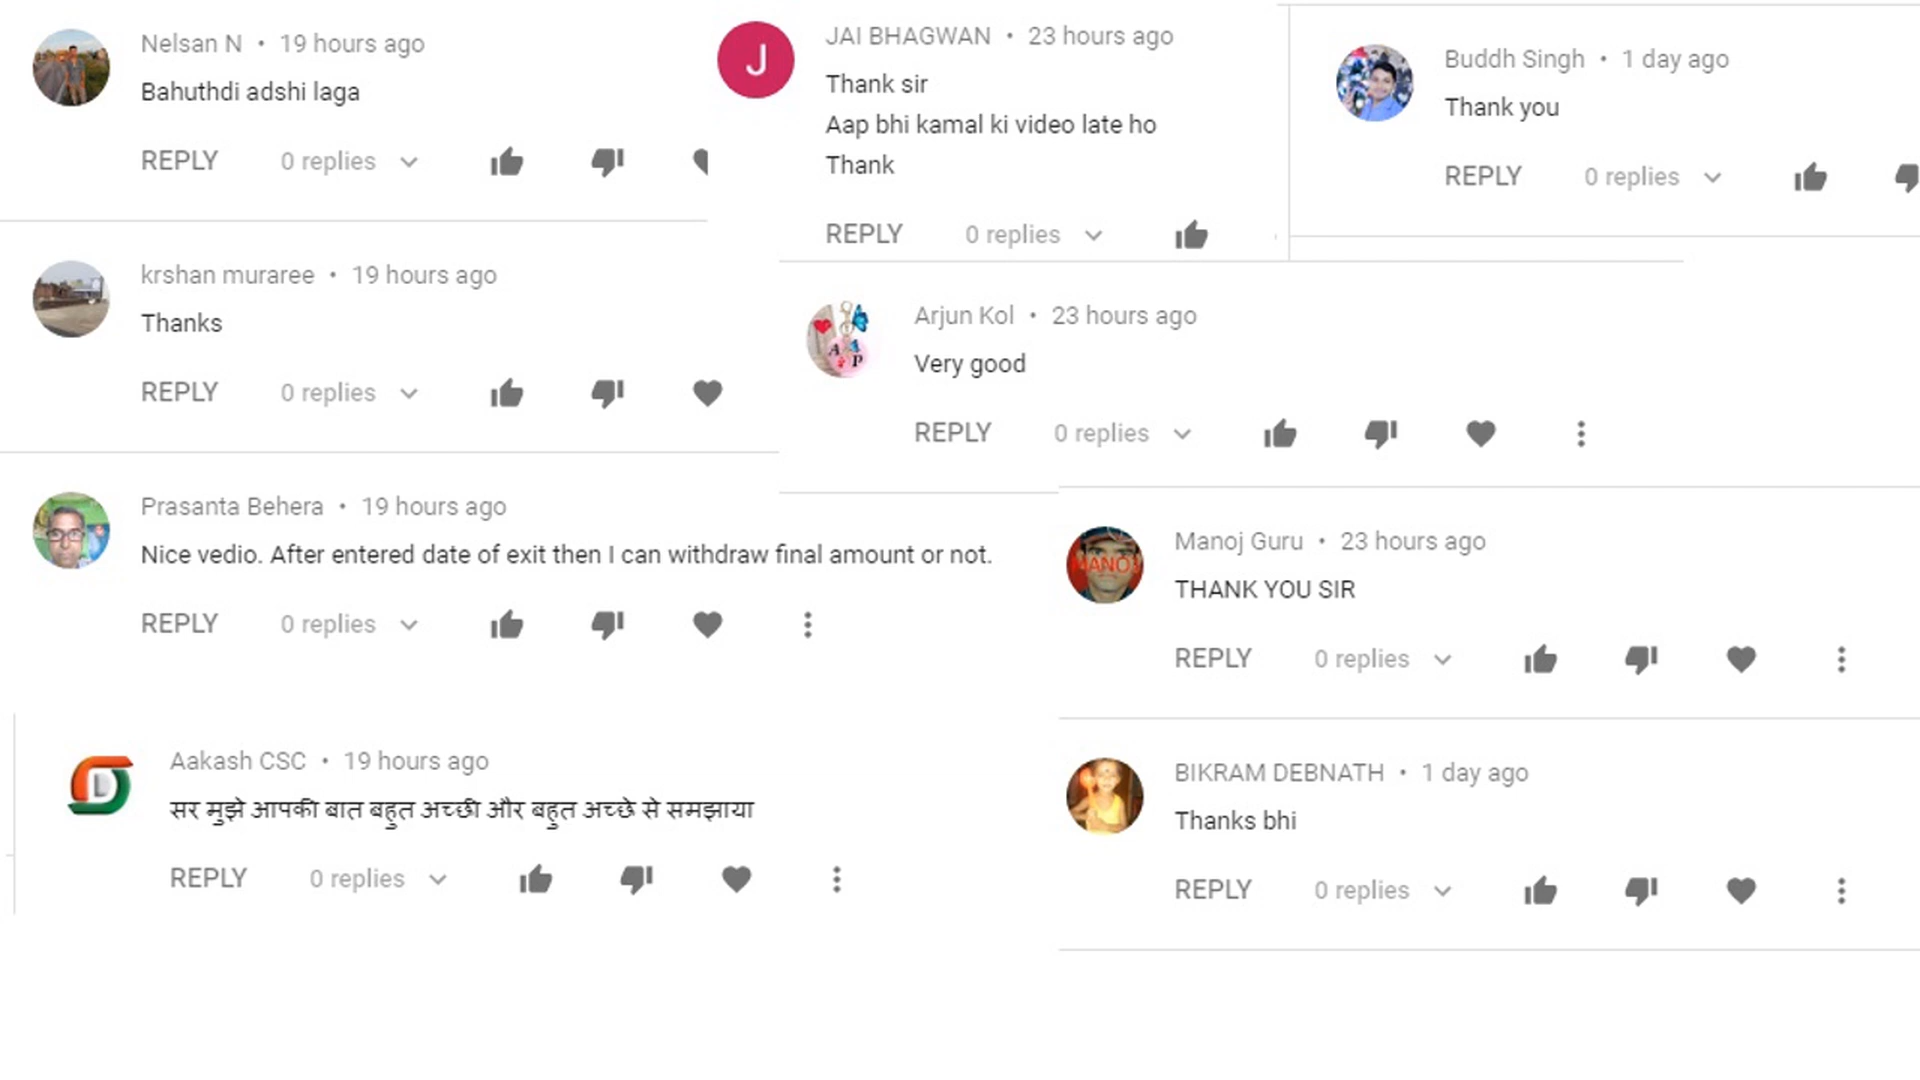 Nelsan N • 19 hours ago
Bahuthdi adshi laga
REPLY 0 replies
krshan muraree • 19 hours ago
Thanks
REPLY 0 replies
Prasanta Behera • 19 hours ago
Nice vedio. After entered date of exit then I can withdraw final amount or not.
REPLY 0 replies
D
Aakash CSC • 19 hours ago
सर मुझे आपकी बात बहुत अच्छी और बहुत अच्छे से समझाया
REPLY 0 replies
J
JAI BHAGWAN • 23 hours ago
Thank sir
Aap bhi kamal ki video late ho
Thank
REPLY 0 replies
Buddh Singh • 1 day ago
Thank you
REPLY 0 replies
A A
P
Arjun Kol • 23 hours ago
Very good
REPLY 0 replies
MANOJ
Manoj Guru • 23 hours ago
THANK YOU SIR
REPLY 0 replies
BIKRAM DEBNATH • 1 day ago
Thanks bhi
REPLY 0 replies